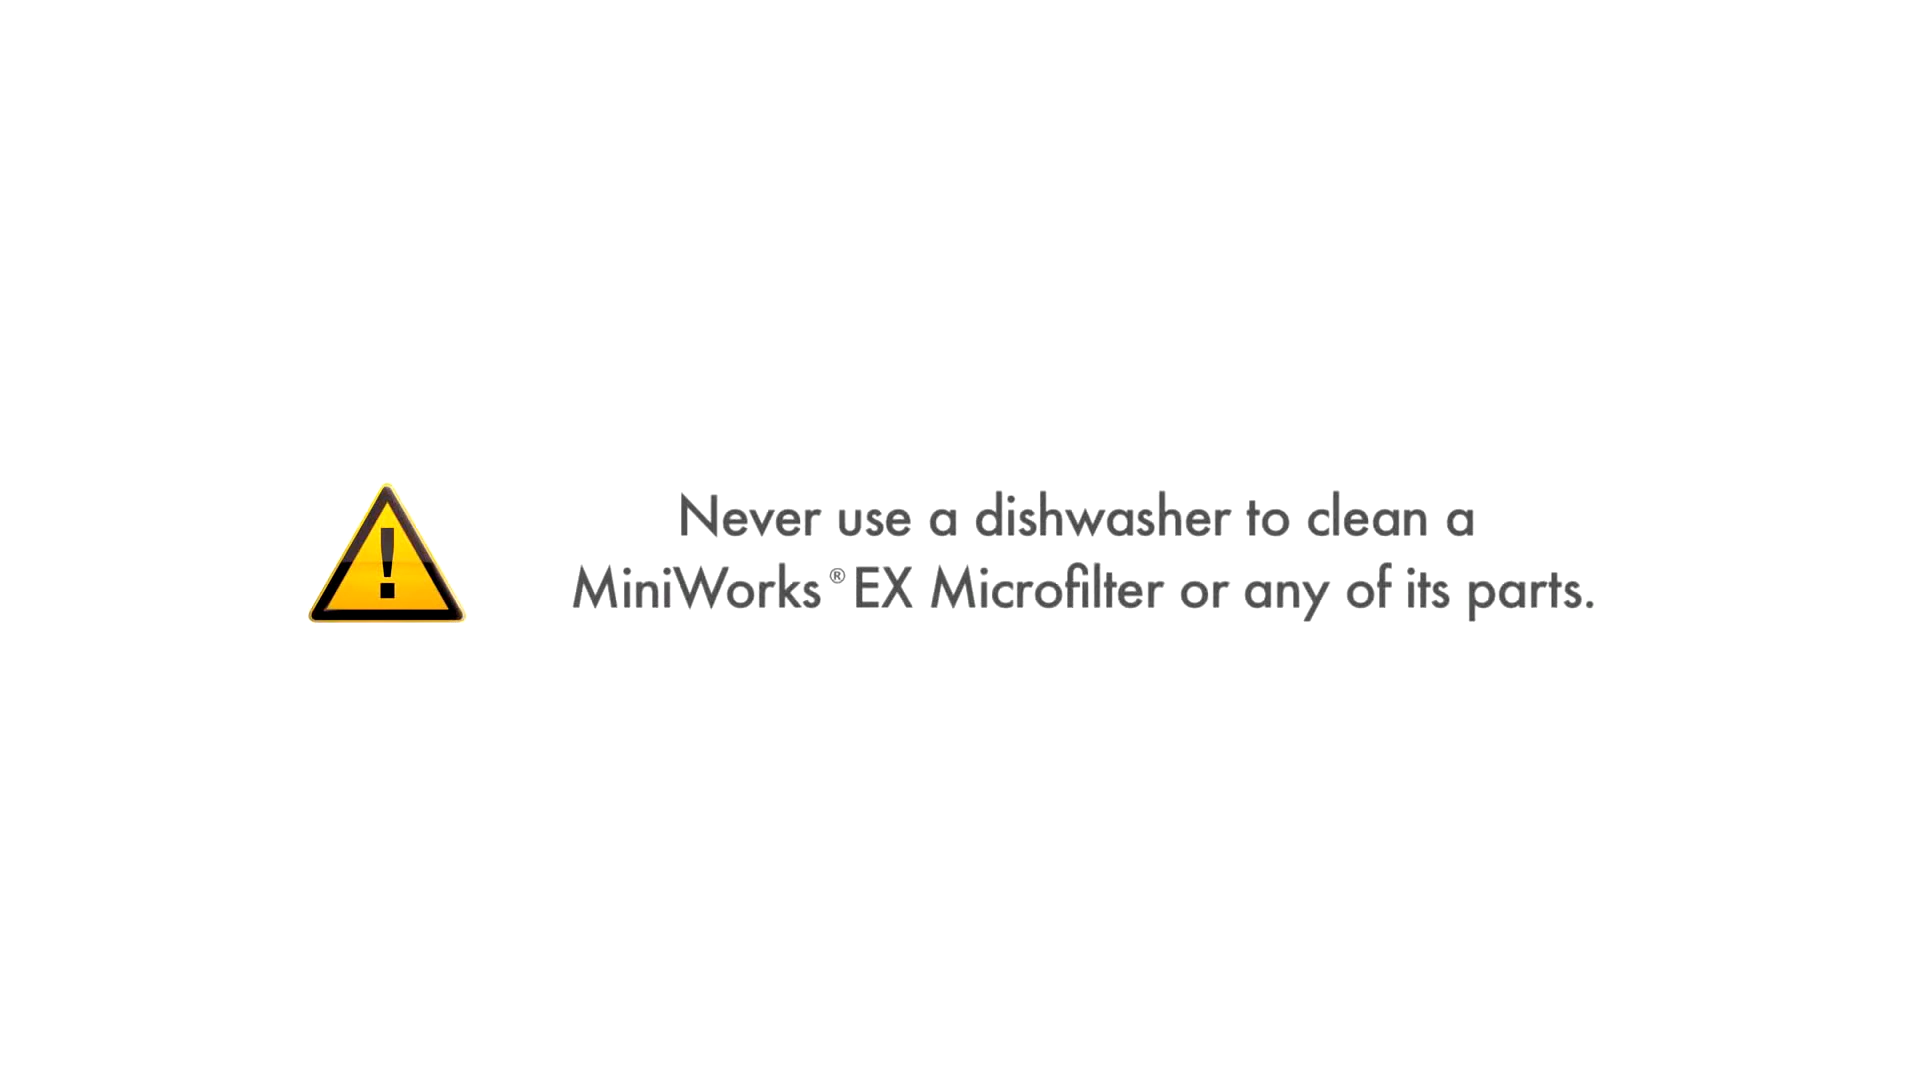 Never use a dishwasher to clean a
MiniWorks® EX Microfilter or any of its parts.